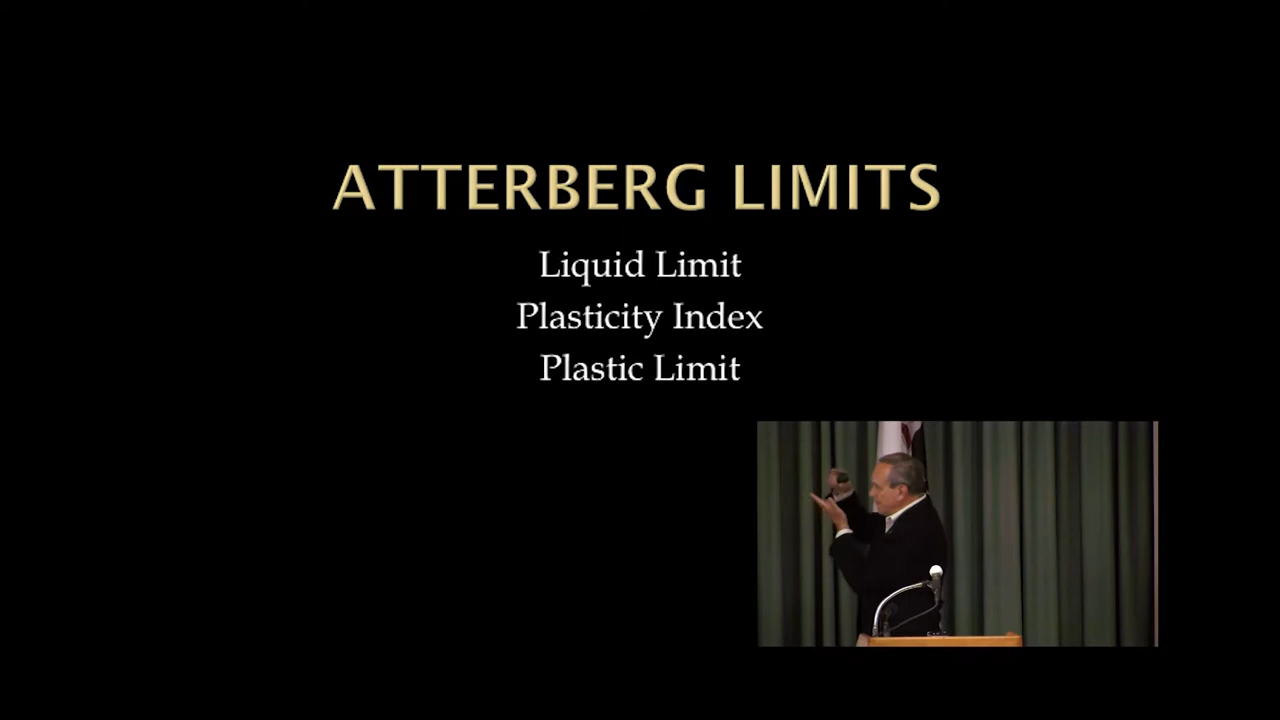 ATTERBERG LIMITS
Liquid Limit
Plasticity Index
Plastic Limit